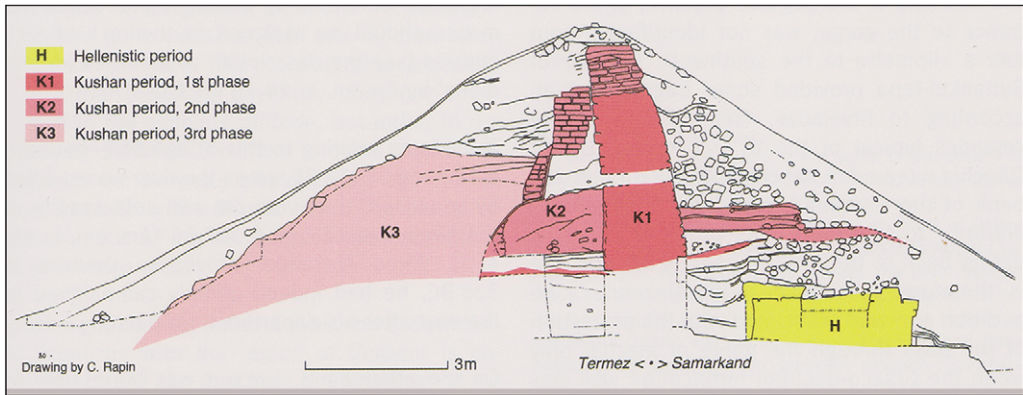 H Hellenistic period
K1 Kushan period, 1st phase
K2 Kushan period, 2nd phase
K3 Kushan period, 3rd phase
K3
K2
K1
H
Drawing by C. Rapin
3m
Termez < • > Samarkand